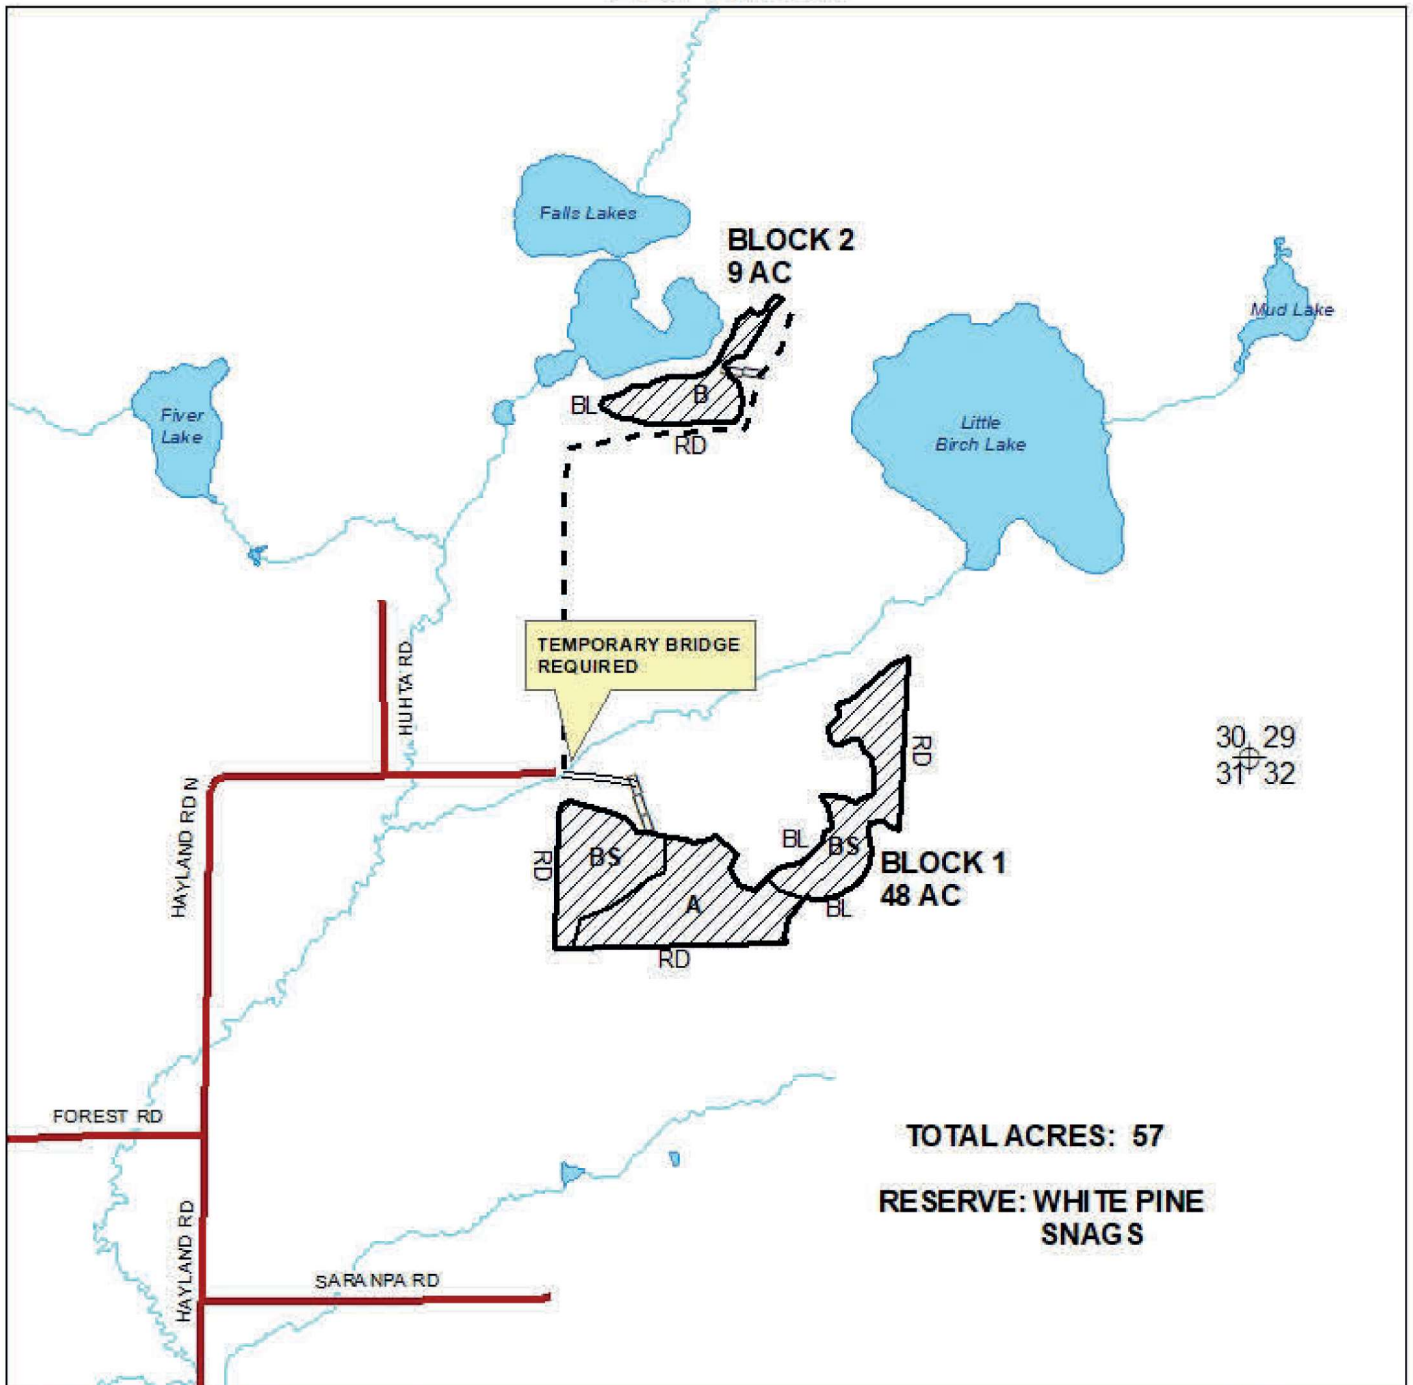 Falls Lakes
BLOCK 2
9 AC
Mud Lake
Fiver
Lake
BL
B
RD
Little
Birch Lake
TEMPORARY BRIDGE
REQUIRED
HUHTA RD
HAYLAND RD N
RD
30 29
31 32
RD
BS
A
BL
BS
BLOCK 1
48 AC
BL
RD
FOREST RD
TOTAL ACRES: 57
RESERVE: WHITE PINE
SNAGS
HAYLAND RD
SARANPA RD